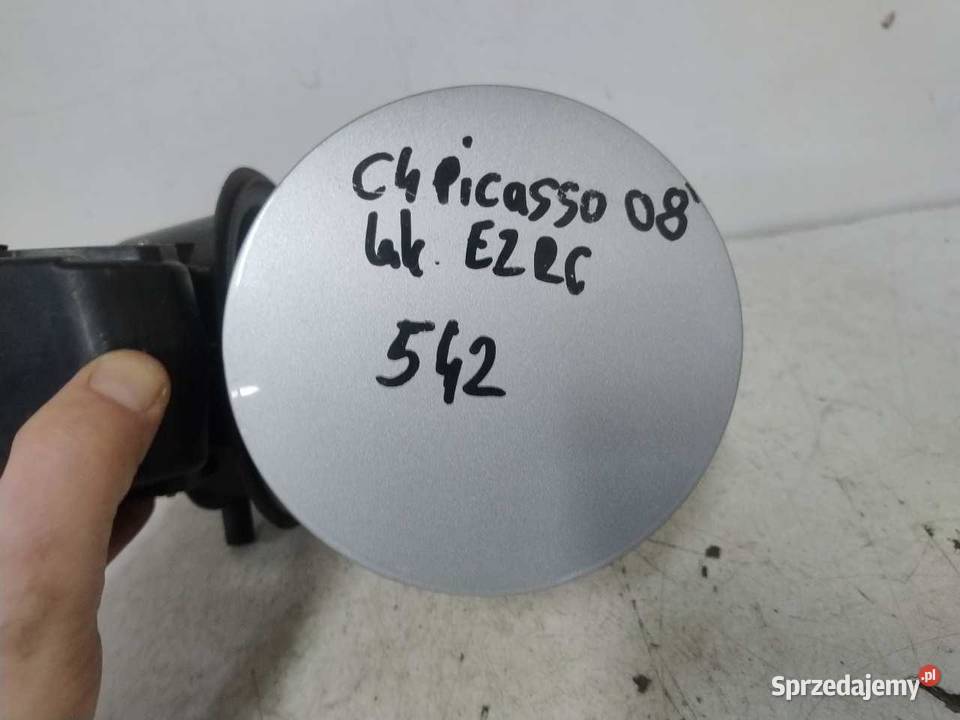 C4 Picasso 08'
lak. EZRC
542
Sprzedajemy.pl